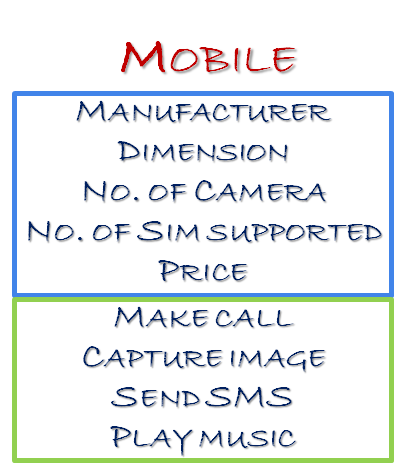 Mobile
Manufacturer
Dimension
No. of Camera
No. of Sim supported
Price
Make call
Capture image
Send SMS
Play music